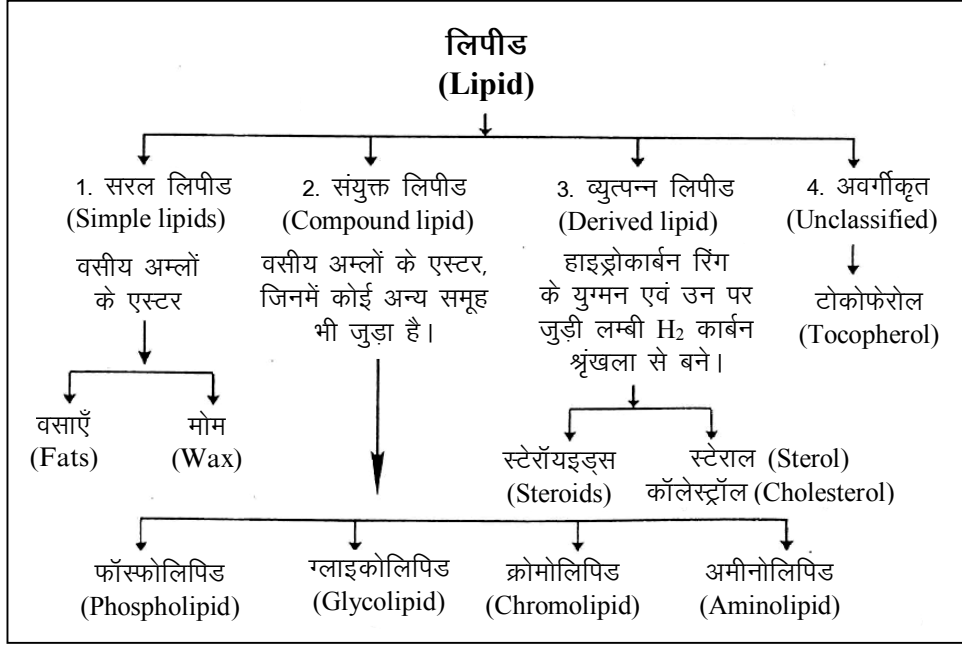 लिपीड
(Lipid)
1. सरल लिपीड
(Simple lipids)
वसीय अम्लों
के एस्टर
वसाएँ
(Fats)
मोम
(Wax)
2. संयुक्त लिपीड
(Compound lipid)
वसीय अम्लों के एस्टर,
जिनमें कोई अन्य समूह
भी जुड़ा है।
3. व्युत्पन्न लिपीड
(Derived lipid)
हाइड्रोकार्बन रिंग
के युग्मन एवं उन पर
जुड़ी लम्बी H₂ कार्बन
श्रृंखला से बने।
स्टेरॉयइड्स
(Steroids)
स्टेराल (Sterol)
कॉलेस्ट्रॉल (Cholesterol)
4. अवर्गीकृत
(Unclassified)
टोकोफेरोल
(Tocopherol)
फॉस्फोलिपिड
(Phospholipid)
ग्लाइकोलिपिड
(Glycolipid)
क्रोमोलिपिड
(Chromolipid)
अमीनोलिपिड
(Aminolipid)